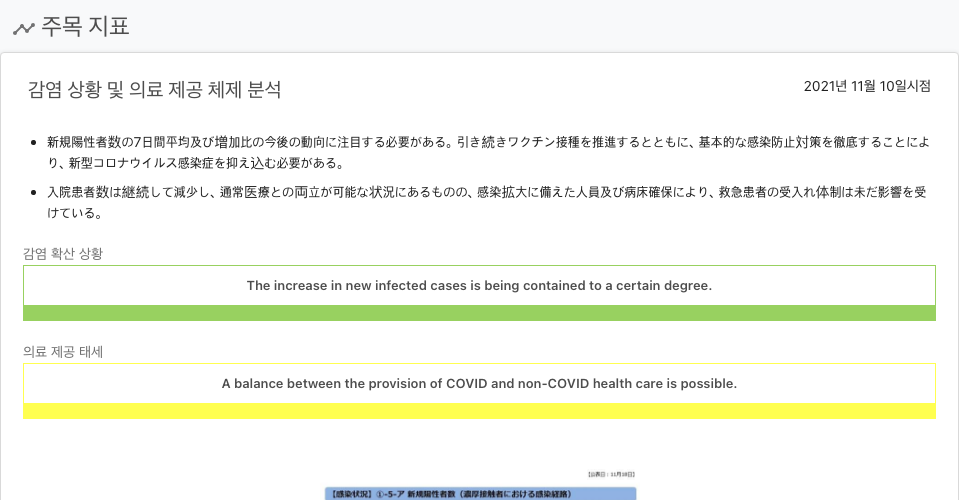 주목 지표
감염 상황 및 의료 제공 체제 분석
2021년 11월 10일시점
新規陽性者数の7日間平均及び増加比の今後の動向に注目する必要がある。引き続きワクチン接種を推進するとともに、基本的な感染防止対策を徹底することによ
り、新型コロナウイルス感染症を抑え込む必要がある。
入院患者数は継続して減少し、通常医療との両立が可能な状況にあるものの、感染拡大に備えた人員及び病床確保により、救急患者の受入れ体制は未だ影響を受
けている。
감염 확산 상황
The increase in new infected cases is being contained to a certain degree.
의료 제공 태세
A balance between the provision of COVID and non-COVID health care is possible.
【感染状況】①-5-ア 新規陽性者数（濃厚接触者における感染経路）